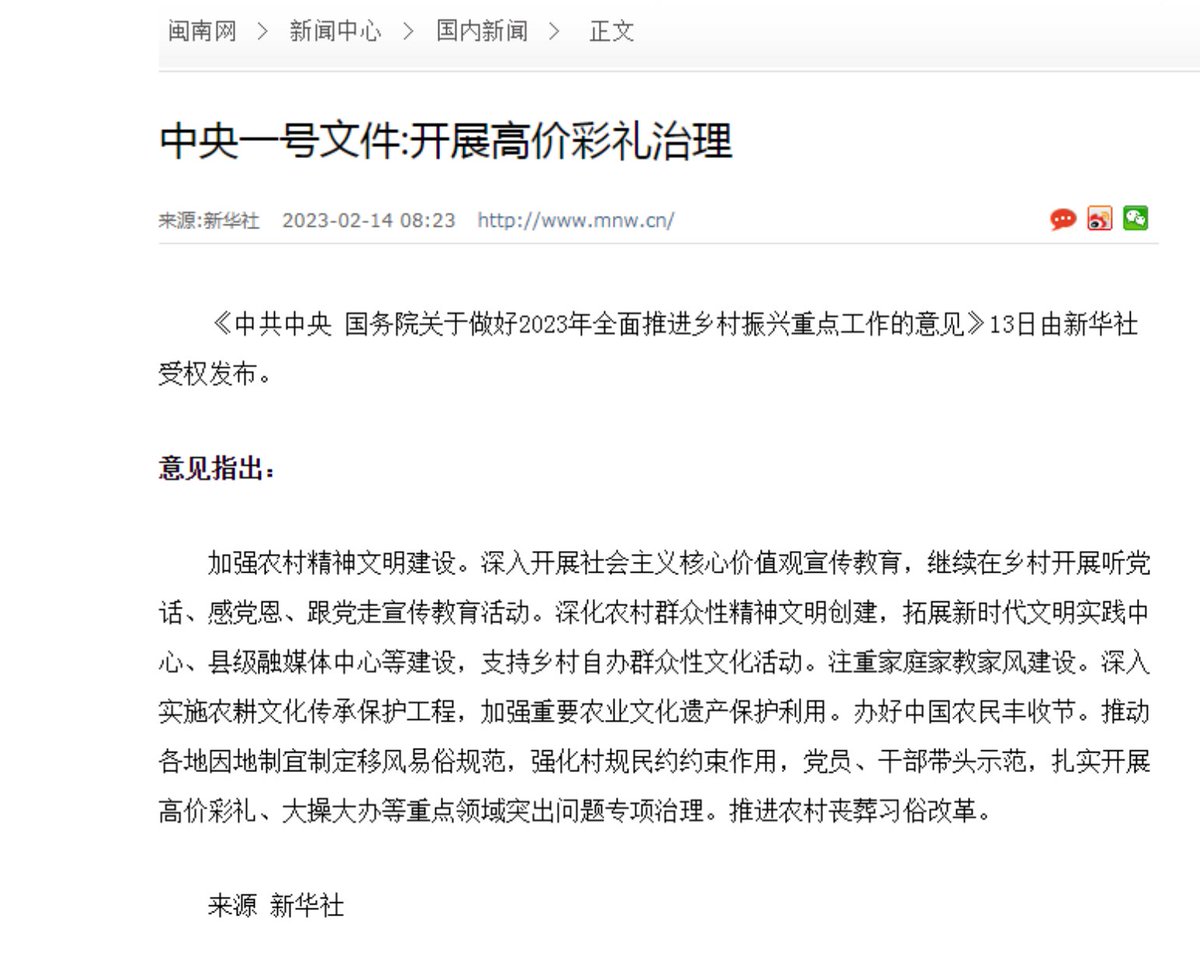 闽南网 > 新闻中心 > 国内新闻 > 正文
中央一号文件:开展高价彩礼治理
来源:新华社 2023-02-14 08:23 http://www.mnw.cn/
《中共中央 国务院关于做好2023年全面推进乡村振兴重点工作的意见》13日由新华社
受权发布。
意见指出：
加强农村精神文明建设。深入开展社会主义核心价值观宣传教育，继续在乡村开展听党
话、感党恩、跟党走宣传教育活动。深化农村群众性精神文明创建，拓展新时代文明实践中
心、县级融媒体中心等建设，支持乡村自办群众性文化活动。注重家庭家教家风建设。深入
实施农耕文化传承保护工程，加强重要农业文化遗产保护利用。办好中国农民丰收节。推动
各地因地制宜制定移风易俗规范，强化村规民约约束作用，党员、干部带头示范，扎实开展
高价彩礼、大操大办等重点领域突出问题专项治理。推进农村丧葬习俗改革。
来源 新华社